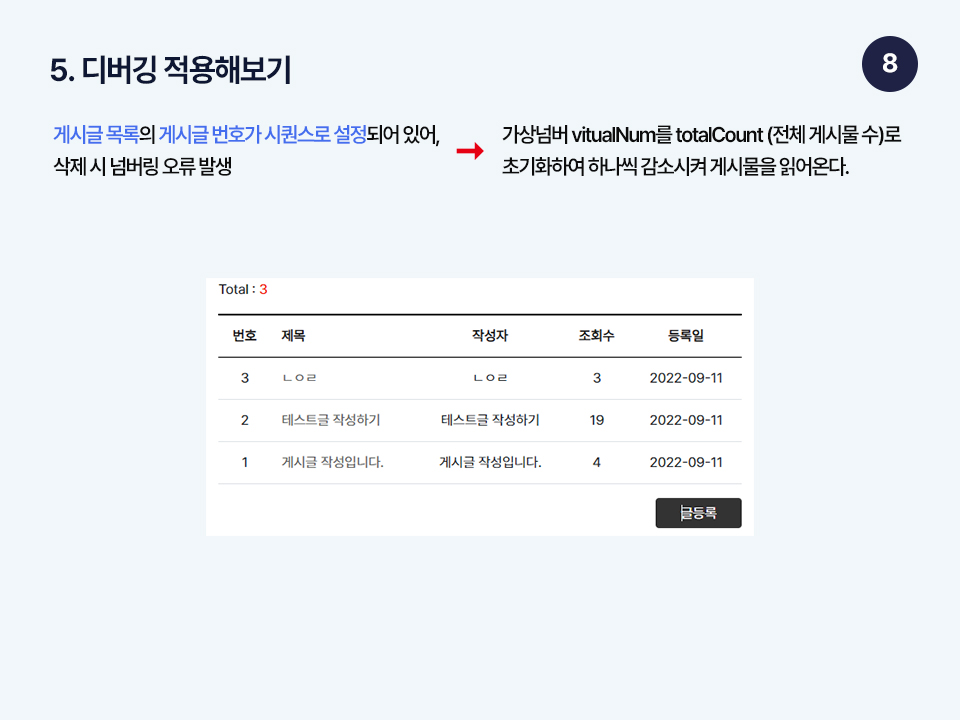 5. 디버깅 적용해보기
8
게시글 목록의 게시글 번호가 시퀀스로 설정되어 있어,
삭제 시 넘버링 오류 발생
가상넘버 vitualNum를 totalCount (전체 게시물 수)로
초기화하여 하나씩 감소시켜 게시물을 읽어온다.
Total : 3
번호 제목 작성자 조회수 등록일
3 ㄴㅇㄹ ㄴㅇㄹ 3 2022-09-11
2 테스트글 작성하기 테스트글 작성하기 19 2022-09-11
1 게시글 작성입니다. 게시글 작성입니다. 4 2022-09-11
글등록